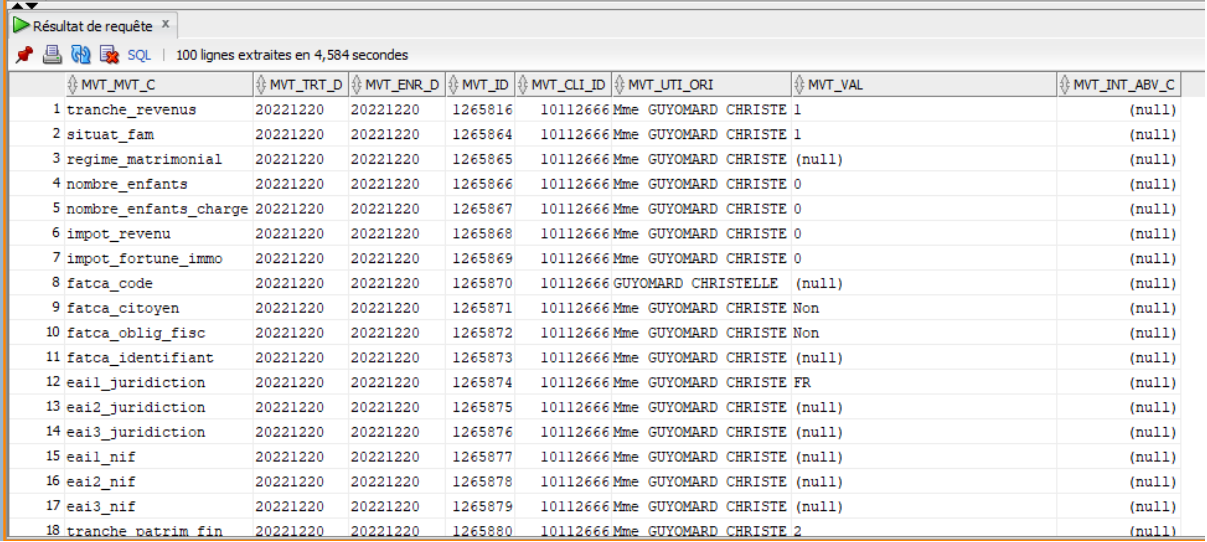 Résultat de requête x
SQL | 100 lignes extraites en 4,584 secondes
MVT_MVT_C MVT_TRT_D MVT_ENR_D MVT_ID MVT_CLI_ID MVT_UTI_ORI MVT_VAL MVT_INT_ABV_C
1 tranche_revenus 20221220 20221220 1265816 10112666 Mme GUYOMARD CHRISTE 1 (null)
2 situat_fam 20221220 20221220 1265864 10112666 Mme GUYOMARD CHRISTE 1 (null)
3 regime_matrimonial 20221220 20221220 1265865 10112666 Mme GUYOMARD CHRISTE (null) (null)
4 nombre_enfants 20221220 20221220 1265866 10112666 Mme GUYOMARD CHRISTE 0 (null)
5 nombre_enfants_charge 20221220 20221220 1265867 10112666 Mme GUYOMARD CHRISTE 0 (null)
6 impot_revenu 20221220 20221220 1265868 10112666 Mme GUYOMARD CHRISTE 0 (null)
7 impot_fortune_immo 20221220 20221220 1265869 10112666 Mme GUYOMARD CHRISTE 0 (null)
8 fatca_code 20221220 20221220 1265870 10112666 GUYOMARD CHRISTELLE (null) (null)
9 fatca_citoyen 20221220 20221220 1265871 10112666 Mme GUYOMARD CHRISTE Non (null)
10 fatca_oblig_fisc 20221220 20221220 1265872 10112666 Mme GUYOMARD CHRISTE Non (null)
11 fatca_identifiant 20221220 20221220 1265873 10112666 Mme GUYOMARD CHRISTE (null) (null)
12 eai1_juridiction 20221220 20221220 1265874 10112666 Mme GUYOMARD CHRISTE FR (null)
13 eai2_juridiction 20221220 20221220 1265875 10112666 Mme GUYOMARD CHRISTE (null) (null)
14 eai3_juridiction 20221220 20221220 1265876 10112666 Mme GUYOMARD CHRISTE (null) (null)
15 eai1_nif 20221220 20221220 1265877 10112666 Mme GUYOMARD CHRISTE (null) (null)
16 eai2_nif 20221220 20221220 1265878 10112666 Mme GUYOMARD CHRISTE (null) (null)
17 eai3_nif 20221220 20221220 1265879 10112666 Mme GUYOMARD CHRISTE (null) (null)
18 tranche_patrim_fin 20221220 20221220 1265880 10112666 Mme GUYOMARD CHRISTE 2 (null)